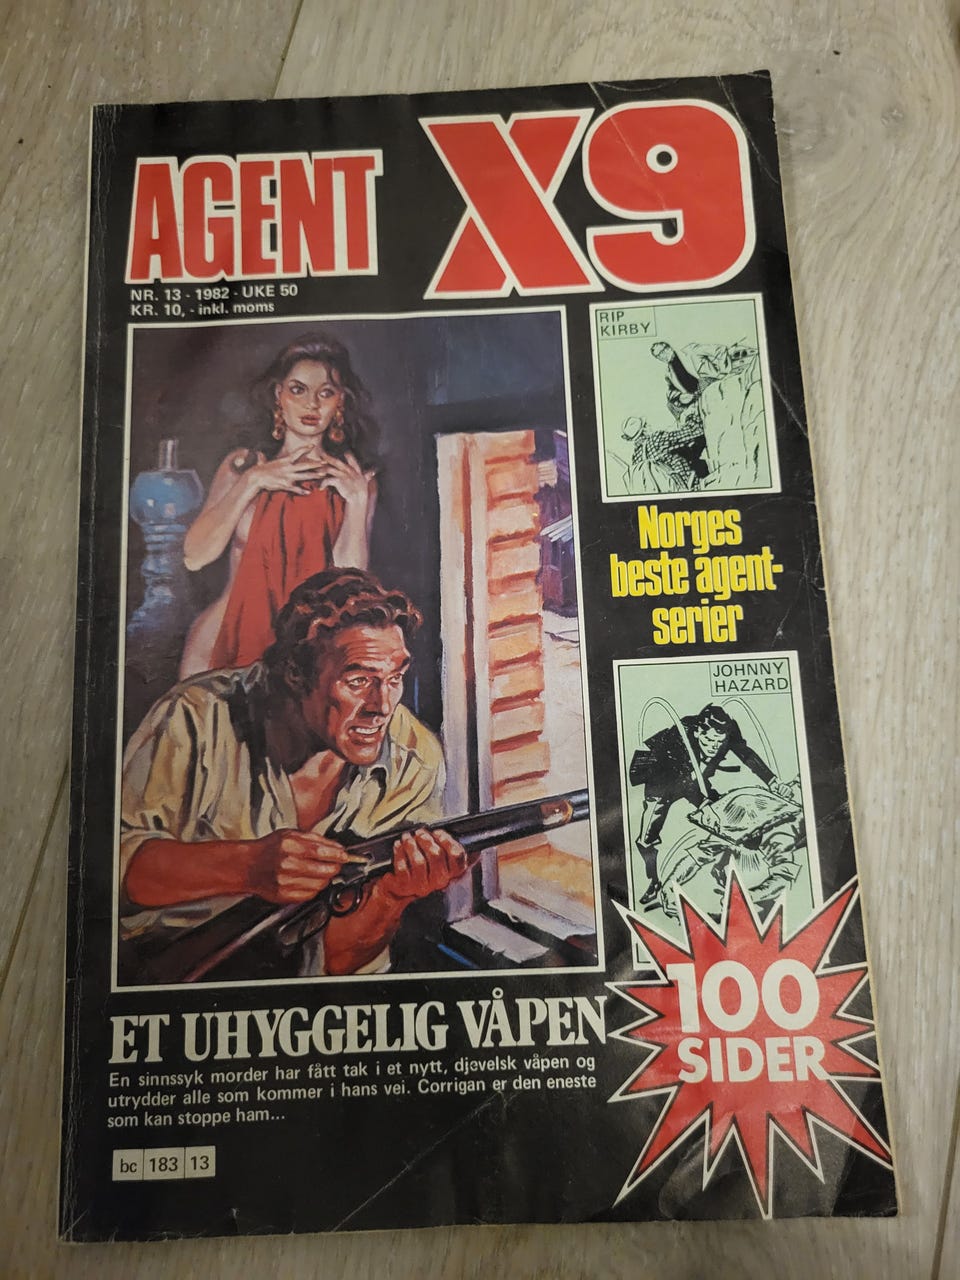 AGENT X9
NR. 13 - 1982 - UKE 50
KR. 10,- inkl. moms
RIP
KIRBY
Norges
beste agent-
serier
JOHNNY
HAZARD
100
SIDER
ET UHYGGELIG VÅPEN
En sinnssyk morder har fått tak i et nytt, djevelsk våpen og
utrydder alle som kommer i hans vei. Corrigan er den eneste
som kan stoppe ham...
bc 183 13